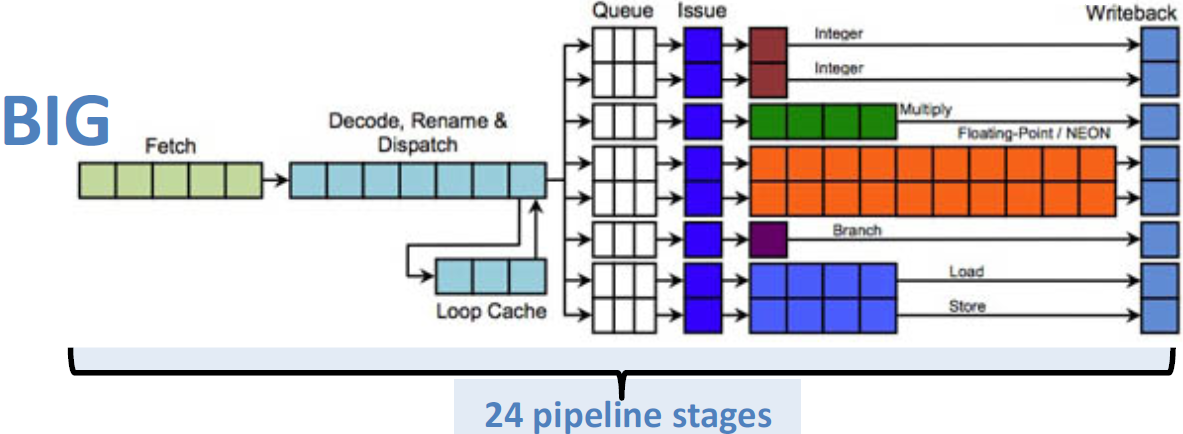 Queue Issue Writeback
BIG
Fetch
Decode, Rename &
Dispatch
Loop Cache
Integer
Integer
Multiply
Floating-Point / NEON
Branch
Load
Store
24 pipeline stages